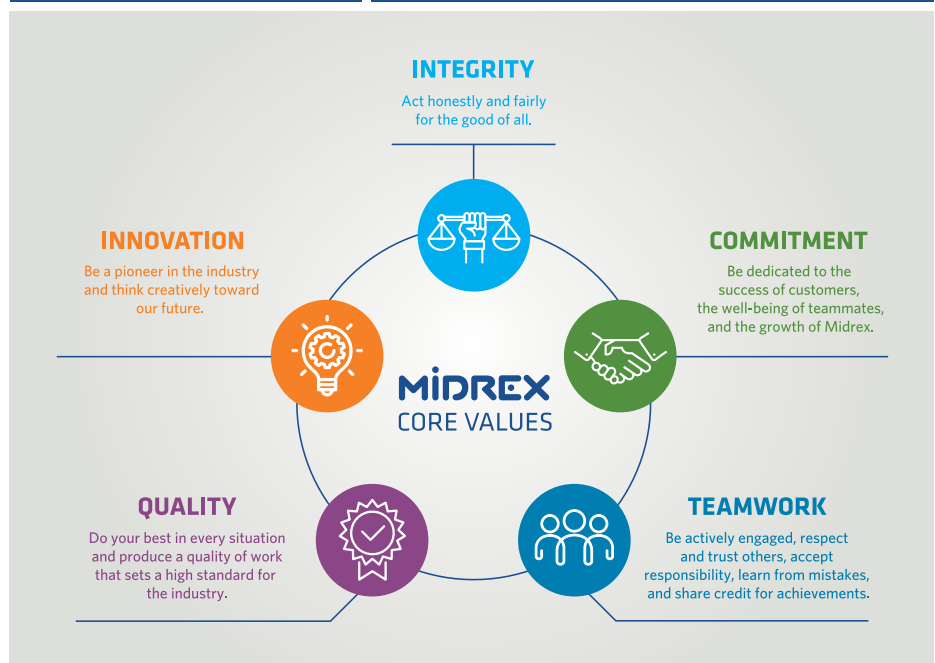 INTEGRITY
Act honestly and fairly
for the good of all.
INNOVATION
Be a pioneer in the industry
and think creatively toward
our future.
COMMITMENT
Be dedicated to the
success of customers,
the well-being of teammates,
and the growth of Midrex.
MIDREX
CORE VALUES
QUALITY
Do your best in every situation
and produce a quality of work
that sets a high standard for
the industry.
TEAMWORK
Be actively engaged, respect
and trust others, accept
responsibility, learn from mistakes,
and share credit for achievements.